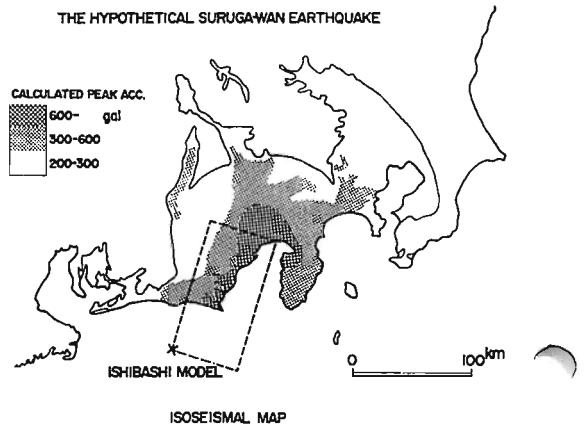 THE HYPOTHETICAL SURUGA-WAN EARTHQUAKE
CALCULATED PEAK ACC.
600- gal
300-600
200-300
ISHIBASHI MODEL
0 100km
ISOSEISMAL MAP